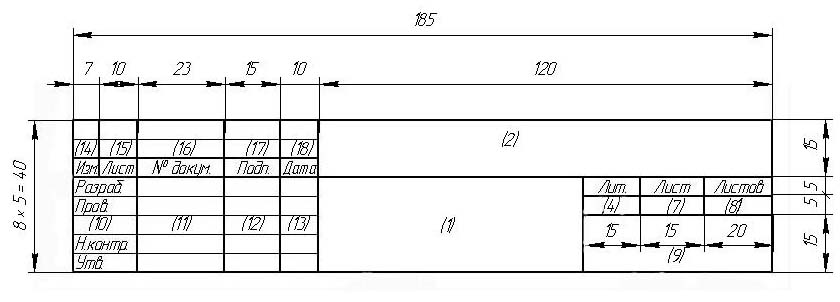 185
7 10 23 15 10 120
(2)
(14) (15) (16) (17) (18)
Изм. Лист № докум. Подп. Дата
15
8 x 5 = 40
Разраб. Лит. Лист Листов 5
Пров. (4) (7) (8) 5
(10) (11) (12) (13) (1) 15 15 20
Н.контр. (9) 15
Утв.